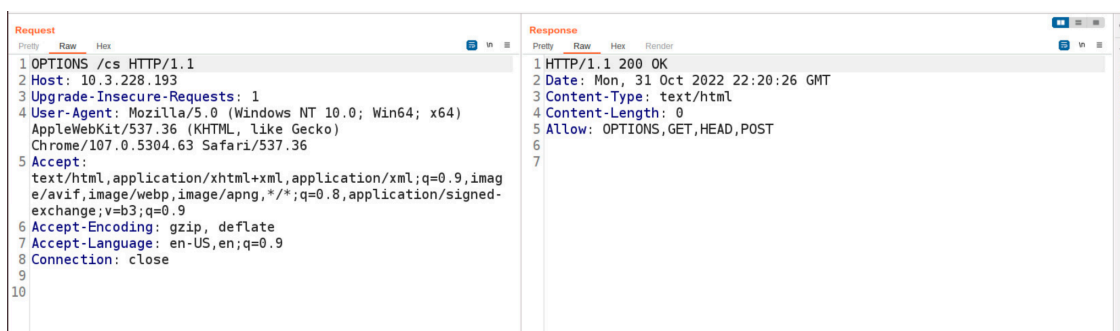 Request
Pretty Raw Hex
\n
1 OPTIONS /cs HTTP/1.1
2 Host: 10.3.228.193
3 Upgrade-Insecure-Requests: 1
4 User-Agent: Mozilla/5.0 (Windows NT 10.0; Win64; x64)
AppleWebKit/537.36 (KHTML, like Gecko)
Chrome/107.0.5304.63 Safari/537.36
5 Accept:
text/html,application/xhtml+xml,application/xml;q=0.9,imag
e/avif,image/webp,image/apng,*/*;q=0.8,application/signed-
exchange;v=b3;q=0.9
6 Accept-Encoding: gzip, deflate
7 Accept-Language: en-US,en;q=0.9
8 Connection: close
9
10
Response
Pretty Raw Hex Render
\n
1 HTTP/1.1 200 OK
2 Date: Mon, 31 Oct 2022 22:20:26 GMT
3 Content-Type: text/html
4 Content-Length: 0
5 Allow: OPTIONS,GET,HEAD,POST
6
7